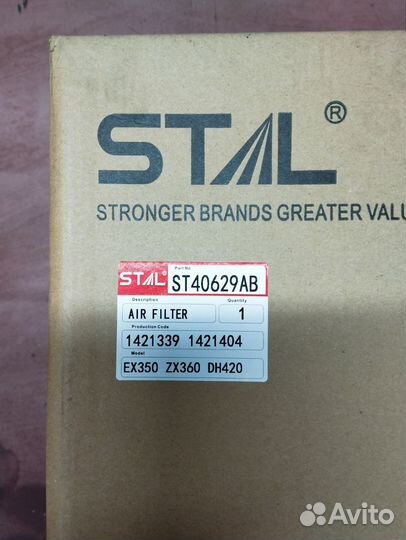 STAL®
STRONGER BRANDS GREATER VALU
STAL® Part No. ST40629AB
Description Quantity
AIR FILTER 1
Production Code
1421339 1421404
Model
EX350 ZX360 DH420
Avito